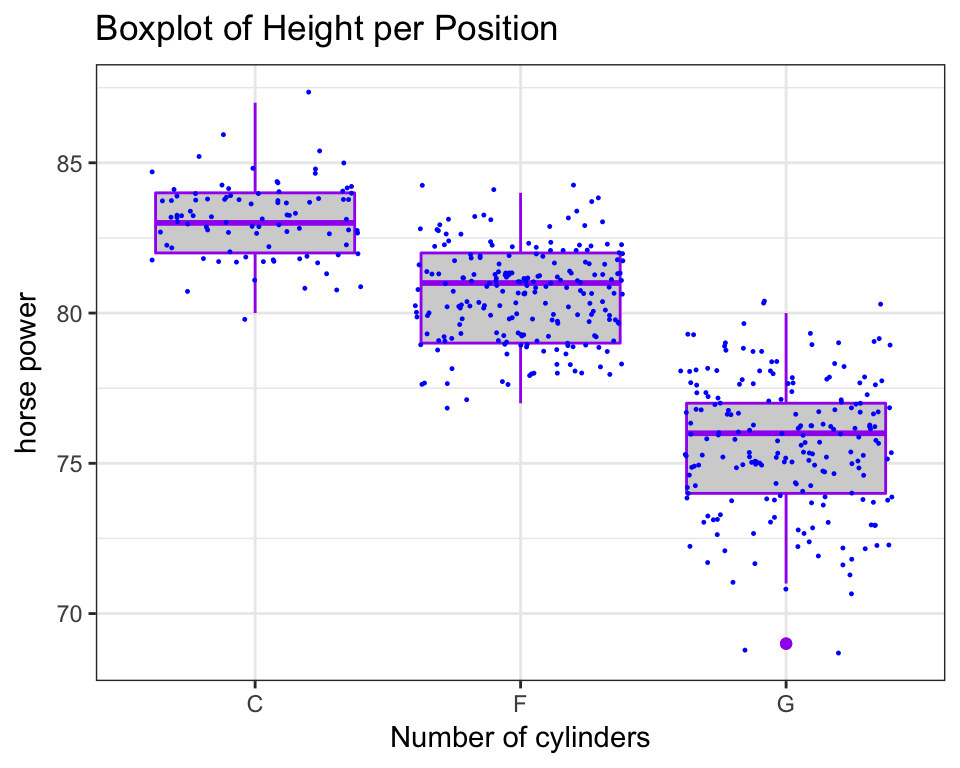 Boxplot of Height per Position
horse power
85
80
75
70
C F G
Number of cylinders